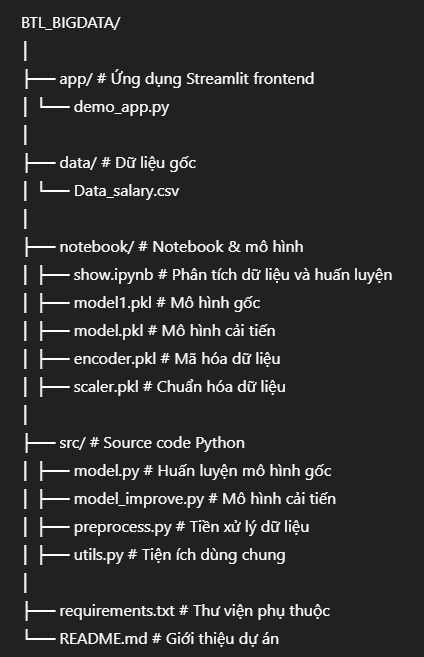 BTL_BIGDATA/
│
├── app/ # Ứng dụng Streamlit frontend
│ └── demo_app.py
│
├── data/ # Dữ liệu gốc
│ └── Data_salary.csv
│
├── notebook/ # Notebook & mô hình
│ ├── show.ipynb # Phân tích dữ liệu và huấn luyện
│ ├── model1.pkl # Mô hình gốc
│ ├── model.pkl # Mô hình cải tiến
│ ├── encoder.pkl # Mã hóa dữ liệu
│ ├── scaler.pkl # Chuẩn hóa dữ liệu
│
├── src/ # Source code Python
│ ├── model.py # Huấn luyện mô hình gốc
│ ├── model_improve.py # Mô hình cải tiến
│ ├── preprocess.py # Tiền xử lý dữ liệu
│ ├── utils.py # Tiện ích dùng chung
│
├── requirements.txt # Thư viện phụ thuộc
└── README.md # Giới thiệu dự án